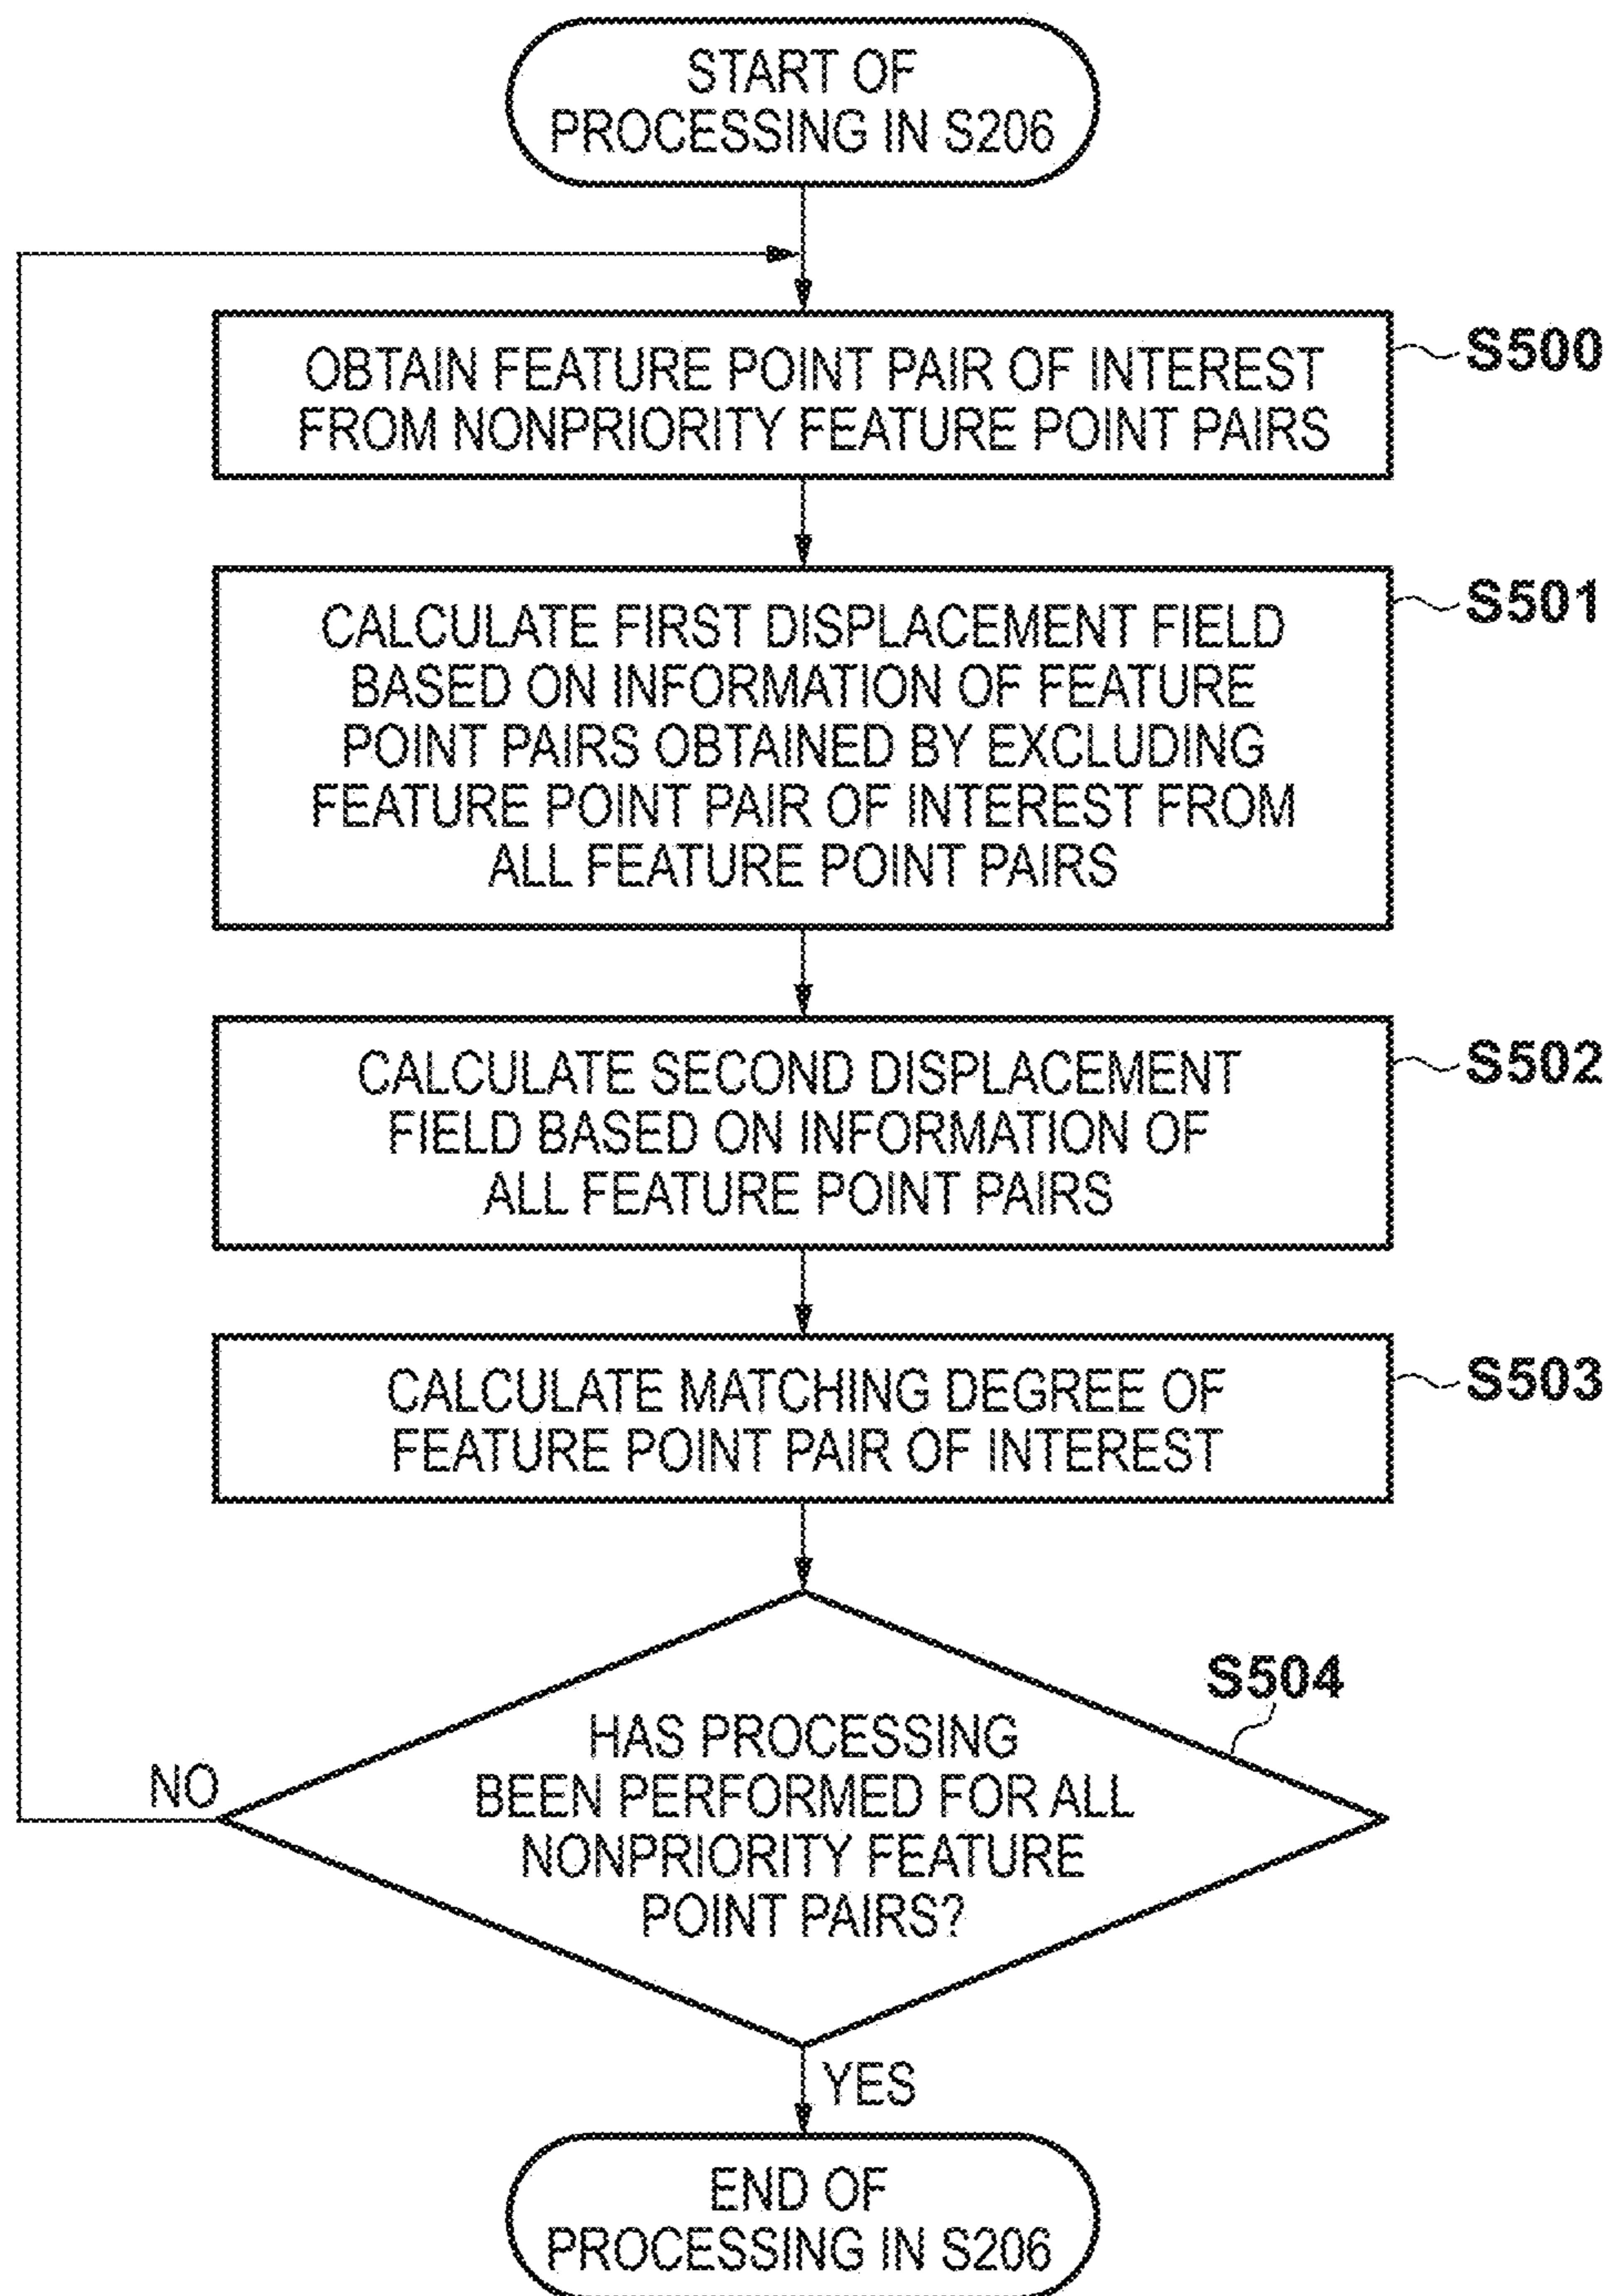 START OF
PROCESSING IN S206
OBTAIN FEATURE POINT PAIR OF INTEREST
FROM NONPRIORITY FEATURE POINT PAIRS
S500
CALCULATE FIRST DISPLACEMENT FIELD
BASED ON INFORMATION OF FEATURE
POINT PAIRS OBTAINED BY EXCLUDING
FEATURE POINT PAIR OF INTEREST FROM
ALL FEATURE POINT PAIRS
S501
CALCULATE SECOND DISPLACEMENT
FIELD BASED ON INFORMATION OF
ALL FEATURE POINT PAIRS
S502
CALCULATE MATCHING DEGREE OF
FEATURE POINT PAIR OF INTEREST
S503
S504
HAS PROCESSING
BEEN PERFORMED FOR ALL
NONPRIORITY FEATURE
POINT PAIRS?
NO
YES
END OF
PROCESSING IN S206